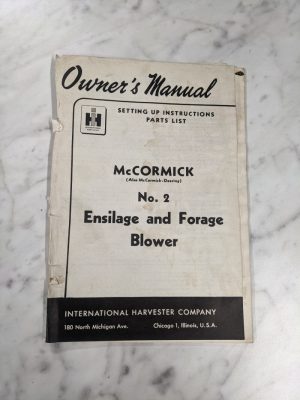 Owner's Manual
SETTING UP INSTRUCTIONS
PARTS LIST
IH
McCORMICK
(Also McCormick-Deering)
No. 2
Ensilage and Forage
Blower
INTERNATIONAL HARVESTER COMPANY
180 North Michigan Ave. Chicago 1, Illinois, U.S.A.